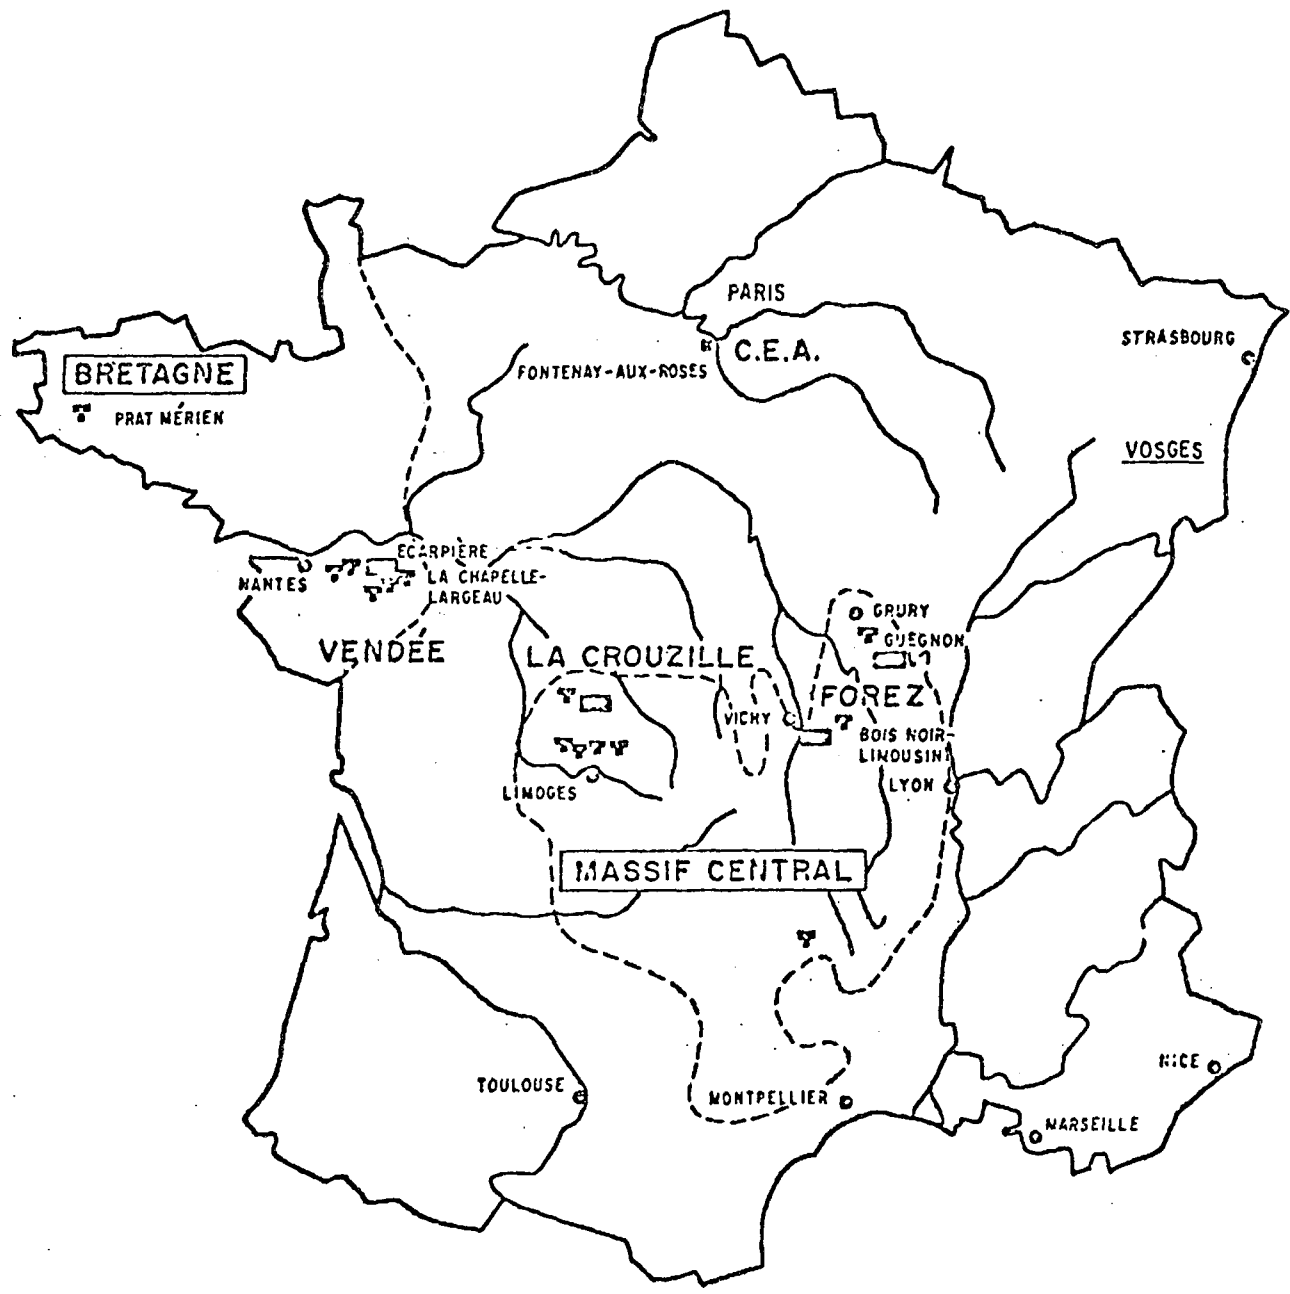 PARIS
STRASBOURG
C.E.A.
FONTENAY-AUX-ROSES
BRETAGNE
PRAT MÉRIEN
VOSGES
ECARPIÈRE
NANTES
LA CHAPELLE-
LARGEAU
GRURY
GUEGNON
VENDÉE
LA CROUZILLE
FOREZ
VICHY
BOIS NOIR-
LIMOUSIN
LYON
LIMOGES
MASSIF CENTRAL
NICE
TOULOUSE
MONTPELLIER
MARSEILLE